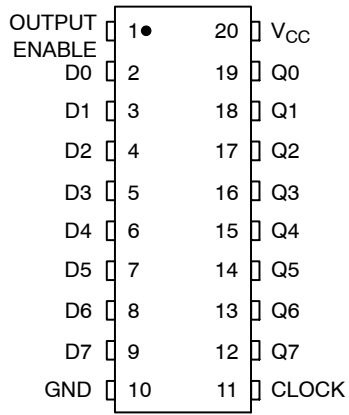 OUTPUT ENABLE 1 20 VCC
D0 2 19 Q0
D1 3 18 Q1
D2 4 17 Q2
D3 5 16 Q3
D4 6 15 Q4
D5 7 14 Q5
D6 8 13 Q6
D7 9 12 Q7
GND 10 11 CLOCK